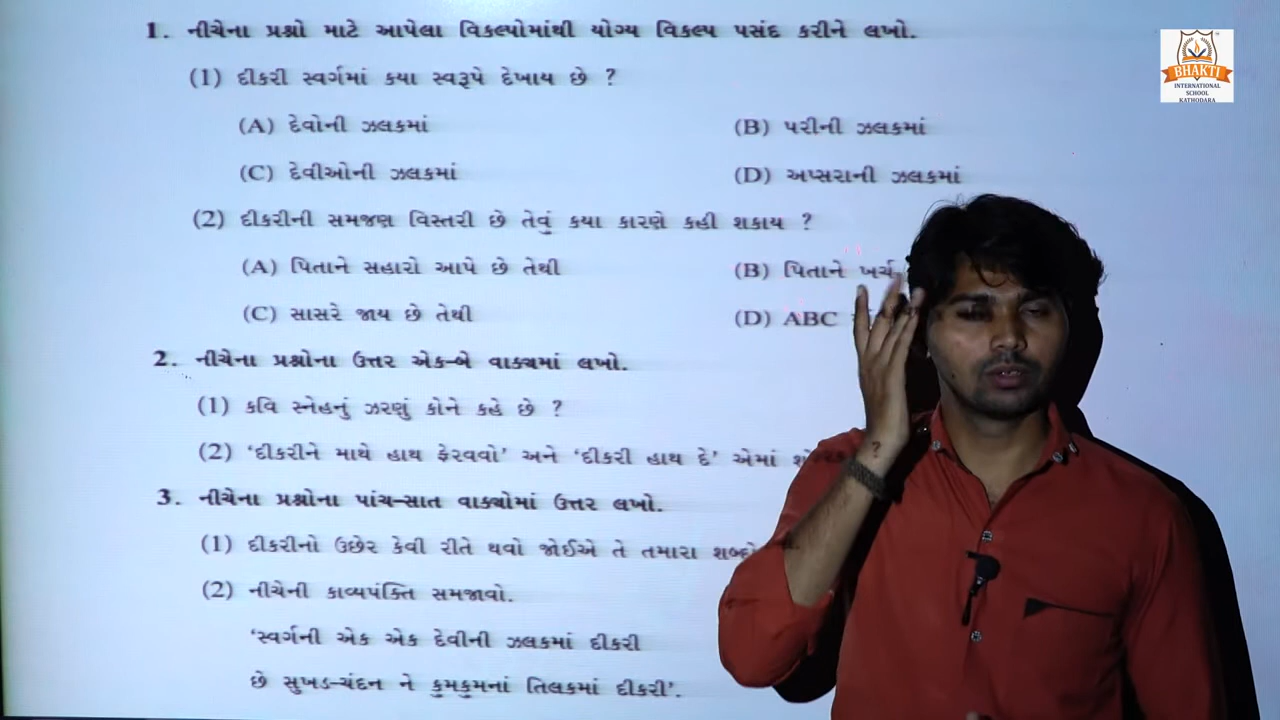 1. નીચેના પ્રશ્નો માટે આપેલા વિકલ્પોમાંથી યોગ્ય વિકલ્પ પસંદ કરીને લખો.
(1) દીકરી સ્વર્ગમાં કયા સ્વરૂપે દેખાય છે ?
(A) દેવોની ઝલકમાં (B) પરીની ઝલકમાં
(C) દેવીઓની ઝલકમાં (D) અપ્સરાની ઝલકમાં
(2) દીકરીની સમજણ વિસ્તરી છે તેવું કયા કારણે કહી શકાય ?
(A) પિતાને સહારો આપે છે તેથી (B) પિતાને ખર્ચ
(C) સાસરે જાય છે તેથી (D) ABC
2. નીચેના પ્રશ્નોના ઉત્તર એક-બે વાક્યમાં લખો.
(1) કવિ સ્નેહનું ઝરણું કોને કહે છે ?
(2) ‘દીકરીને માથે હાથ ફેરવવો’ અને ‘દીકરી હાથ દે’ એમાં ?
3. નીચેના પ્રશ્નોના પાંચ-સાત વાક્યોમાં ઉત્તર લખો.
(1) દીકરીનો ઉછેર કેવી રીતે થવો જોઈએ તે તમારા
(2) નીચેની કાવ્યપંક્તિ સમજાવો.
‘સ્વર્ગની એક એક દેવીની ઝલકમાં દીકરી
છે સુખડ-ચંદન ને કુમકુમનાં તિલકમાં દીકરી’.
BHAKTI
INTERNATIONAL
SCHOOL
KATHODARA